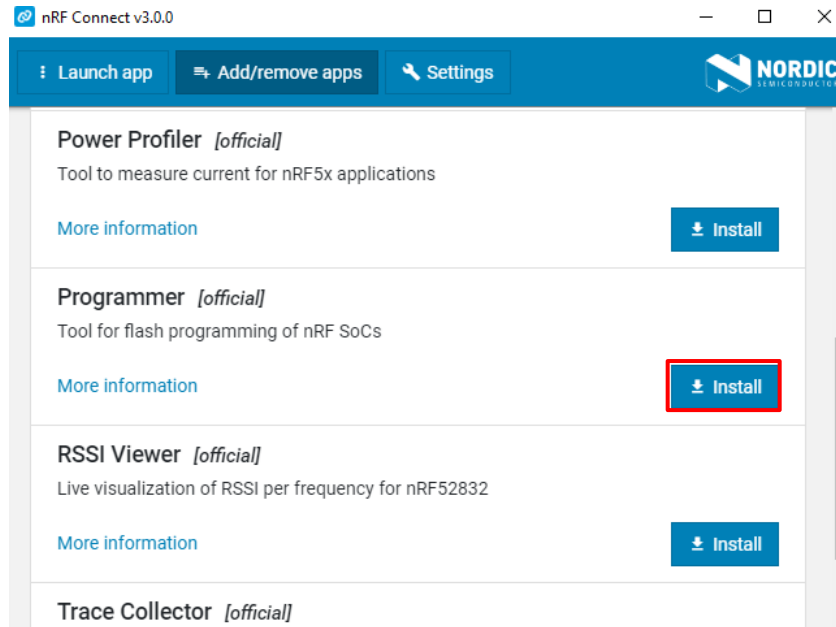 nRF Connect v3.0.0
Launch app Add/remove apps Settings NORDIC
SEMICONDUCTOR
Power Profiler [official]
Tool to measure current for nRF5x applications
More information Install
Programmer [official]
Tool for flash programming of nRF SoCs
More information Install
RSSI Viewer [official]
Live visualization of RSSI per frequency for nRF52832
More information Install
Trace Collector [official]